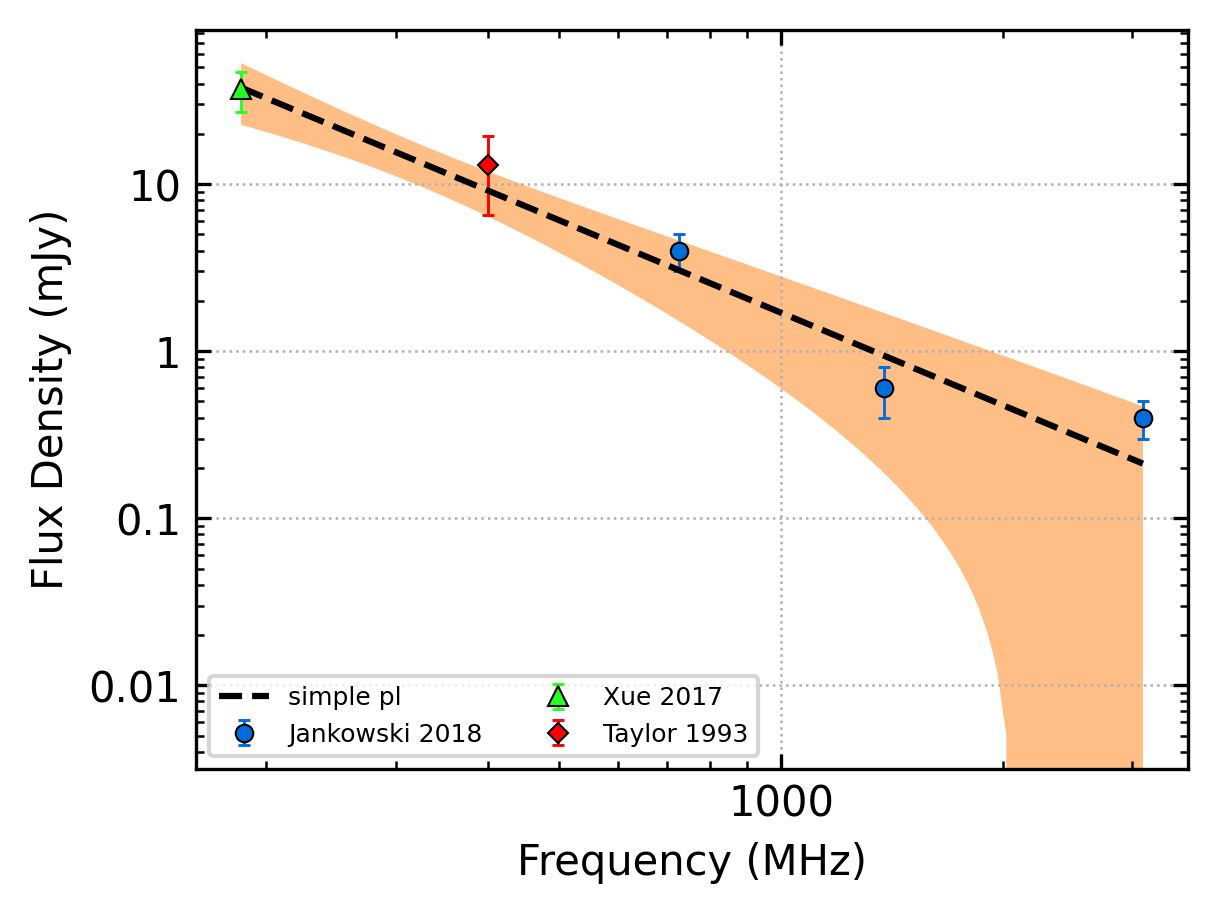 Flux Density (mJy)
10
1
0.1
0.01
simple pl
Jankowski 2018
Xue 2017
Taylor 1993
1000
Frequency (MHz)